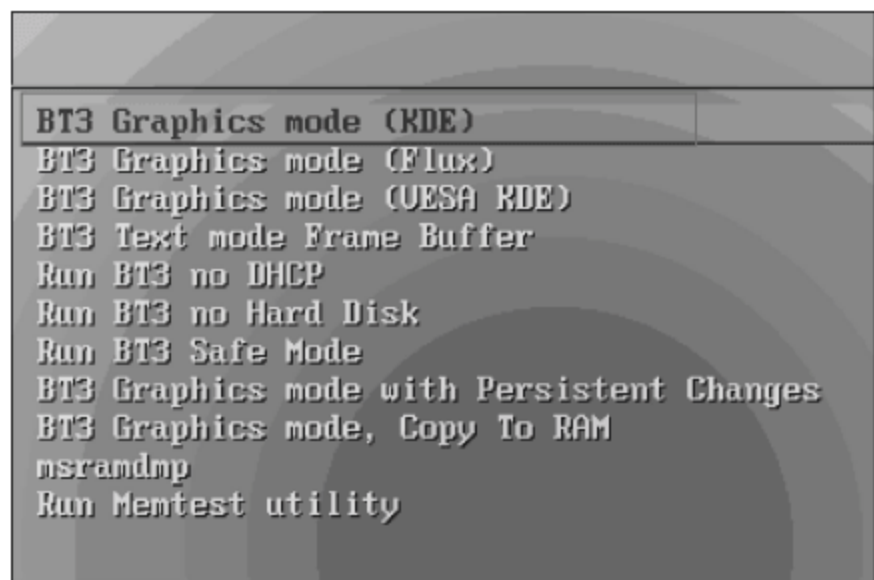 BT3 Graphics mode (KDE)
BT3 Graphics mode (Flux)
BT3 Graphics mode (VESA KDE)
BT3 Text mode Frame Buffer
Run BT3 no DHCP
Run BT3 no Hard Disk
Run BT3 Safe Mode
BT3 Graphics mode with Persistent Changes
BT3 Graphics mode, Copy To RAM
msramdmp
Run Memtest utility